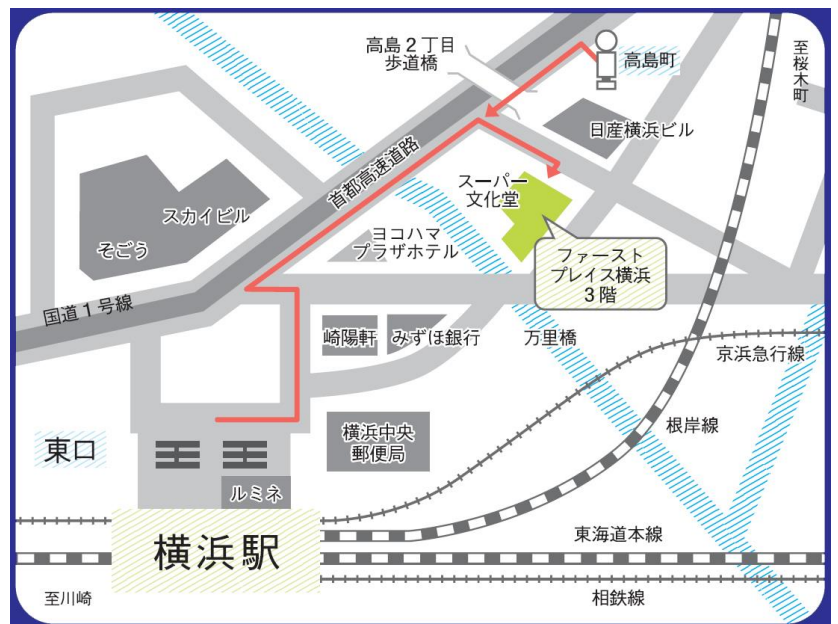 高島2丁目
歩道橋
高島町
至桜木町
日産横浜ビル
首都高速道路
スーパー
文化堂
スカイビル
そごう
ヨコハマ
プラザホテル
ファースト
プレイス横浜
3階
国道1号線
崎陽軒
みずほ銀行
万里橋
京浜急行線
東口
横浜中央
郵便局
根岸線
ルミネ
横浜駅
東海道本線
至川崎
相鉄線